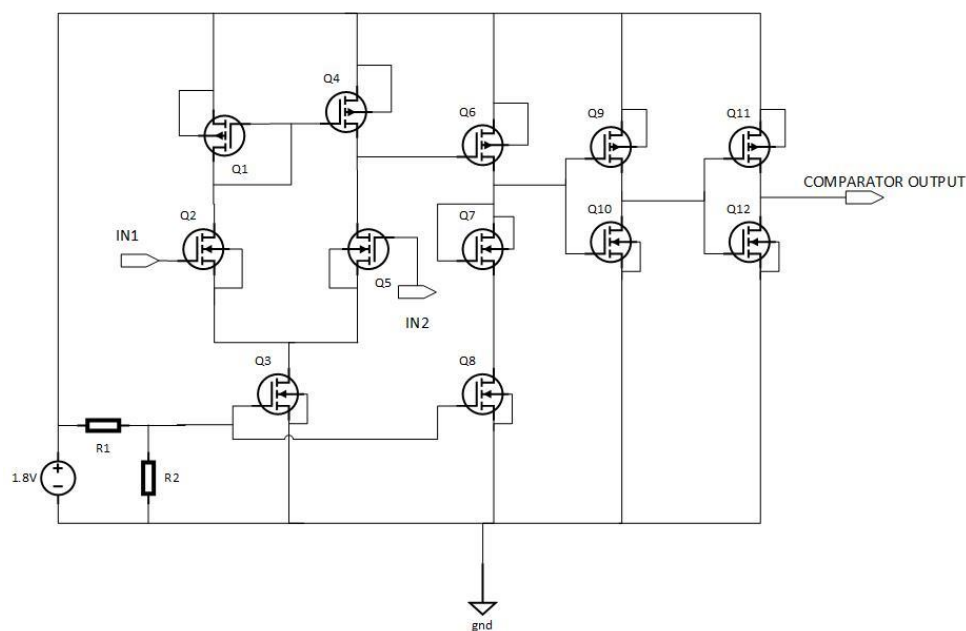 Q4
Q6
Q9
Q11
Q1
COMPARATOR OUTPUT
Q2
Q7
Q10
Q12
IN1
Q5
IN2
Q3
Q8
R1
1.8V
R2
gnd